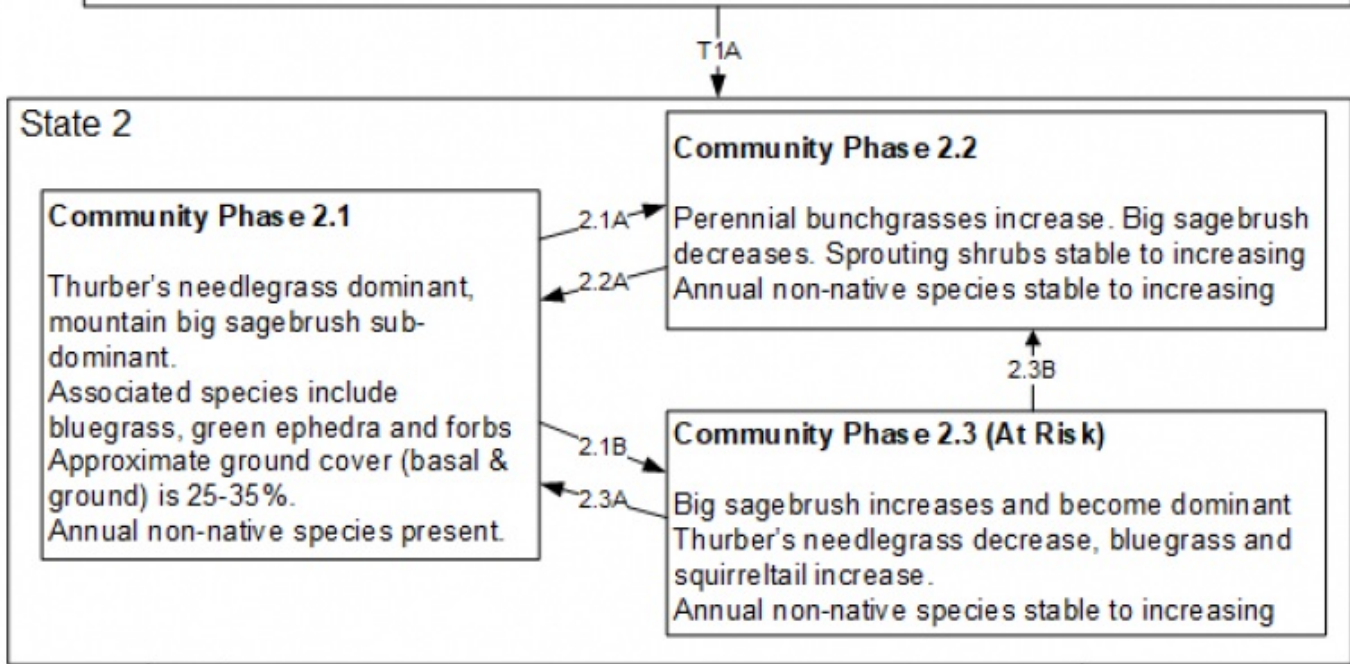 T1A
State 2
Community Phase 2.1
Thurber's needlegrass dominant,
mountain big sagebrush sub-
dominant.
Associated species include
bluegrass, green ephedra and forbs
Approximate ground cover (basal &
ground) is 25-35%.
Annual non-native species present.
2.1A
2.2A
2.1B
2.3A
Community Phase 2.2
Perennial bunchgrasses increase. Big sagebrush
decreases. Sprouting shrubs stable to increasing
Annual non-native species stable to increasing
2.3B
Community Phase 2.3 (At Risk)
Big sagebrush increases and become dominant
Thurber's needlegrass decrease, bluegrass and
squirreltail increase.
Annual non-native species stable to increasing